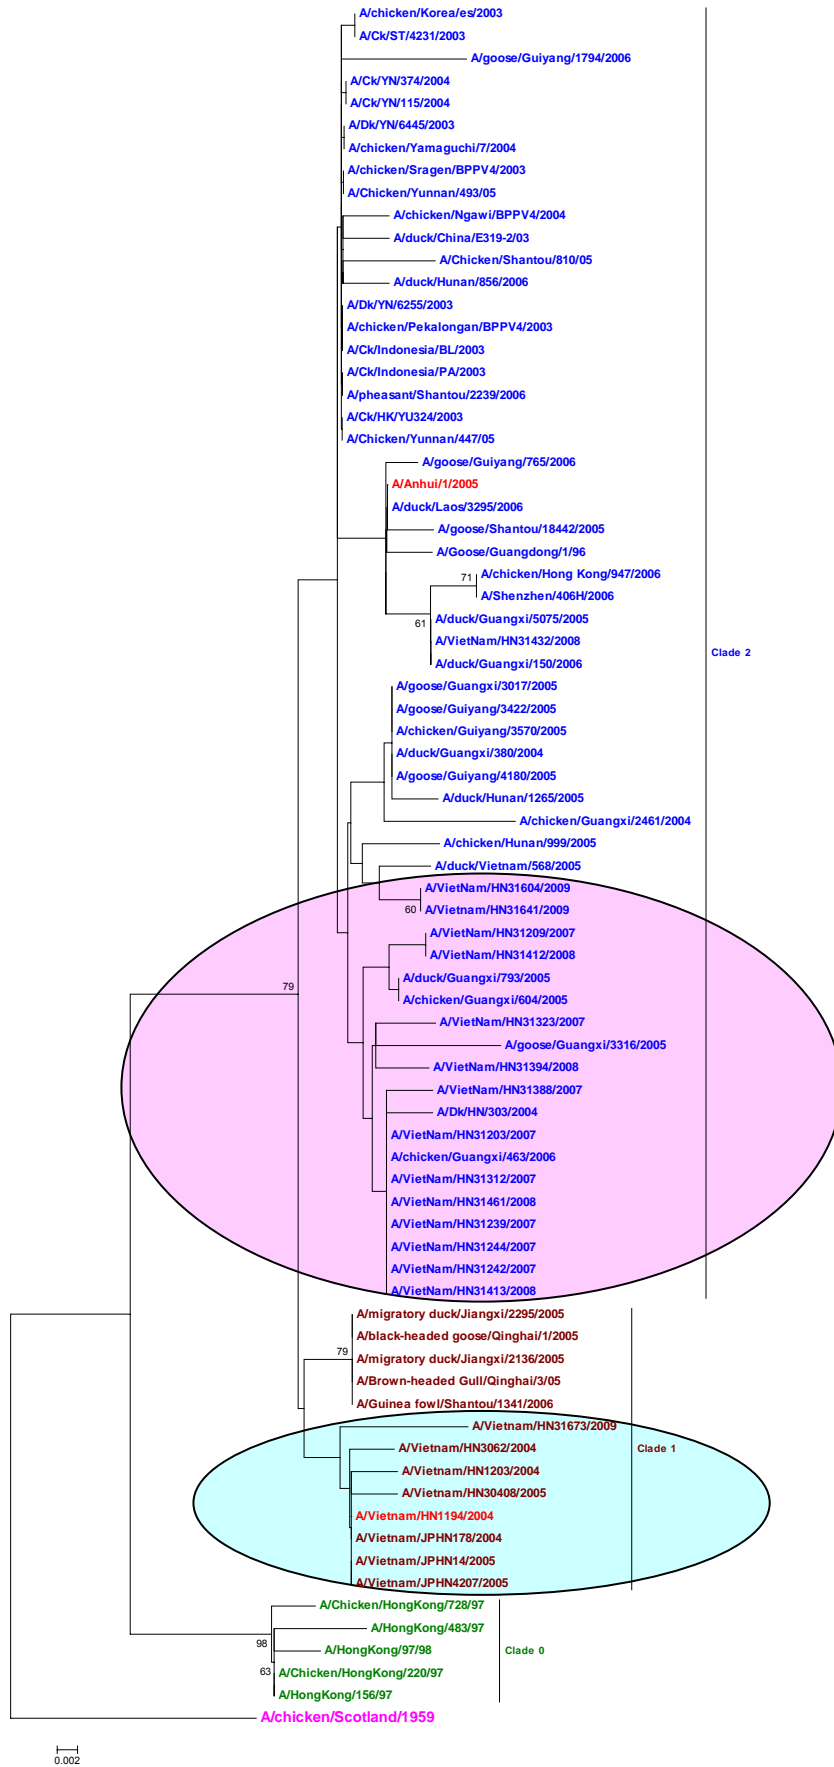 A/chicken/Korea/es/2003
A/Ck/ST/4231/2003
A/goose/Guiyang/1794/2006
A/Ck/YN/374/2004
A/Ck/YN/115/2004
A/Dk/YN/6445/2003
A/chicken/Yamaguchi/7/2004
A/chicken/Sragen/BPPV4/2003
A/Chicken/Yunnan/493/05
A/chicken/Ngawi/BPPV4/2004
A/duck/China/E319-2/03
A/Chicken/Shantou/810/05
A/duck/Hunan/856/2006
A/Dk/YN/6255/2003
A/chicken/Pekalongan/BPPV4/2003
A/Ck/Indonesia/BL/2003
A/Ck/Indonesia/PA/2003
A/pheasant/Shantou/2239/2006
A/Ck/HK/YU324/2003
A/Chicken/Yunnan/447/05
A/goose/Guiyang/765/2006
A/Anhui/1/2005
A/duck/Laos/3295/2006
A/goose/Shantou/18442/2005
A/Goose/Guangdong/1/96
71
A/chicken/Hong Kong/947/2006
A/Shenzhen/406H/2006
61
A/duck/Guangxi/5075/2005
A/VietNam/HN31432/2008
Clade 2
A/duck/Guangxi/150/2006
A/goose/Guangxi/3017/2005
A/goose/Guiyang/3422/2005
A/chicken/Guiyang/3570/2005
A/duck/Guangxi/380/2004
A/goose/Guiyang/4180/2005
A/duck/Hunan/1265/2005
A/chicken/Guangxi/2461/2004
A/chicken/Hunan/999/2005
A/duck/Vietnam/568/2005
A/VietNam/HN31604/2009
60
A/Vietnam/HN31641/2009
A/VietNam/HN31209/2007
A/VietNam/HN31412/2008
A/duck/Guangxi/793/2005
79
A/chicken/Guangxi/604/2005
A/VietNam/HN31323/2007
A/goose/Guangxi/3316/2005
A/VietNam/HN31394/2008
A/VietNam/HN31388/2007
A/Dk/HN/303/2004
A/VietNam/HN31203/2007
A/chicken/Guangxi/463/2006
A/VietNam/HN31312/2007
A/VietNam/HN31461/2008
A/VietNam/HN31239/2007
A/VietNam/HN31244/2007
A/VietNam/HN31242/2007
A/VietNam/HN31413/2008
A/migratory duck/Jiangxi/2295/2005
A/black-headed goose/Qinghai/1/2005
79
A/migratory duck/Jiangxi/2136/2005
A/Brown-headed Gull/Qinghai/3/05
A/Guinea fowl/Shantou/1341/2006
A/Vietnam/HN31673/2009
A/Vietnam/HN3062/2004
Clade 1
A/Vietnam/HN1203/2004
A/Vietnam/HN30408/2005
A/Vietnam/HN1194/2004
A/Vietnam/JPHN178/2004
A/Vietnam/JPHN14/2005
A/Vietnam/JPHN4207/2005
A/Chicken/HongKong/728/97
A/HongKong/483/97
98
A/HongKong/97/98
Clade 0
63
A/Chicken/HongKong/220/97
A/HongKong/156/97
A/chicken/Scotland/1959
0.002